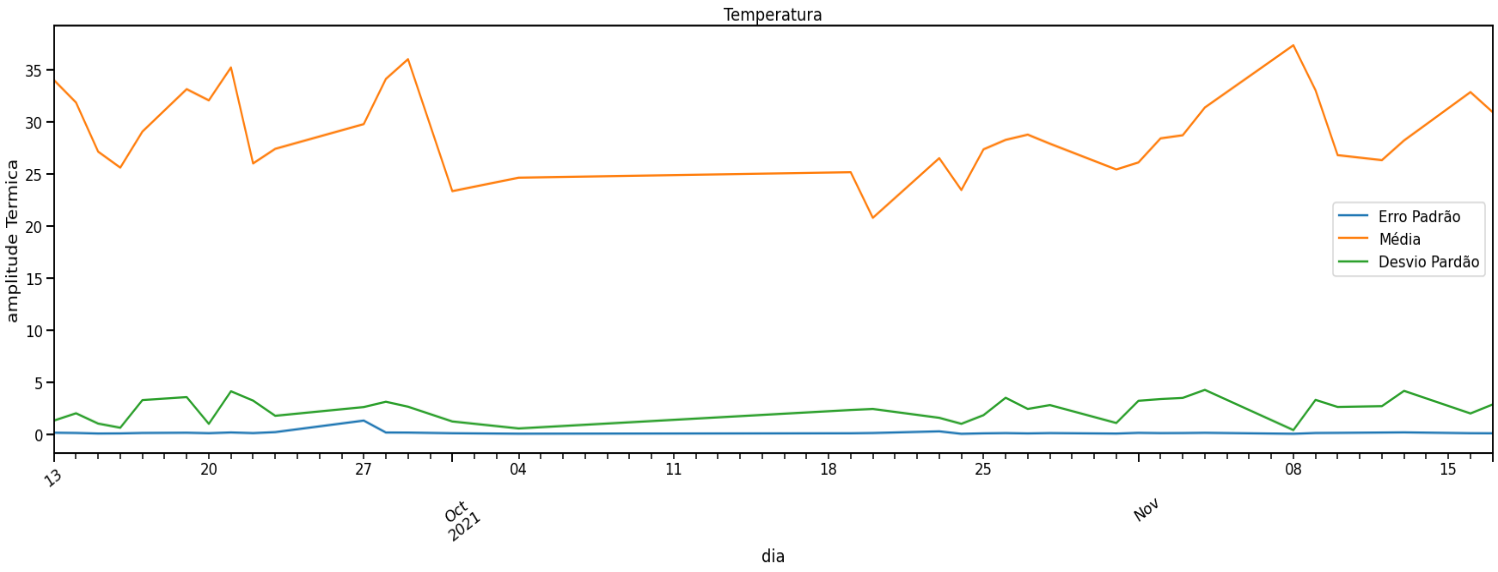 Temperatura
amplitude Termica
35
30
25
20
15
10
5
0
Erro Padrão
Média
Desvio Pardão
13
20
27
04
11
18
25
08
15
Oct
2021
Nov
dia